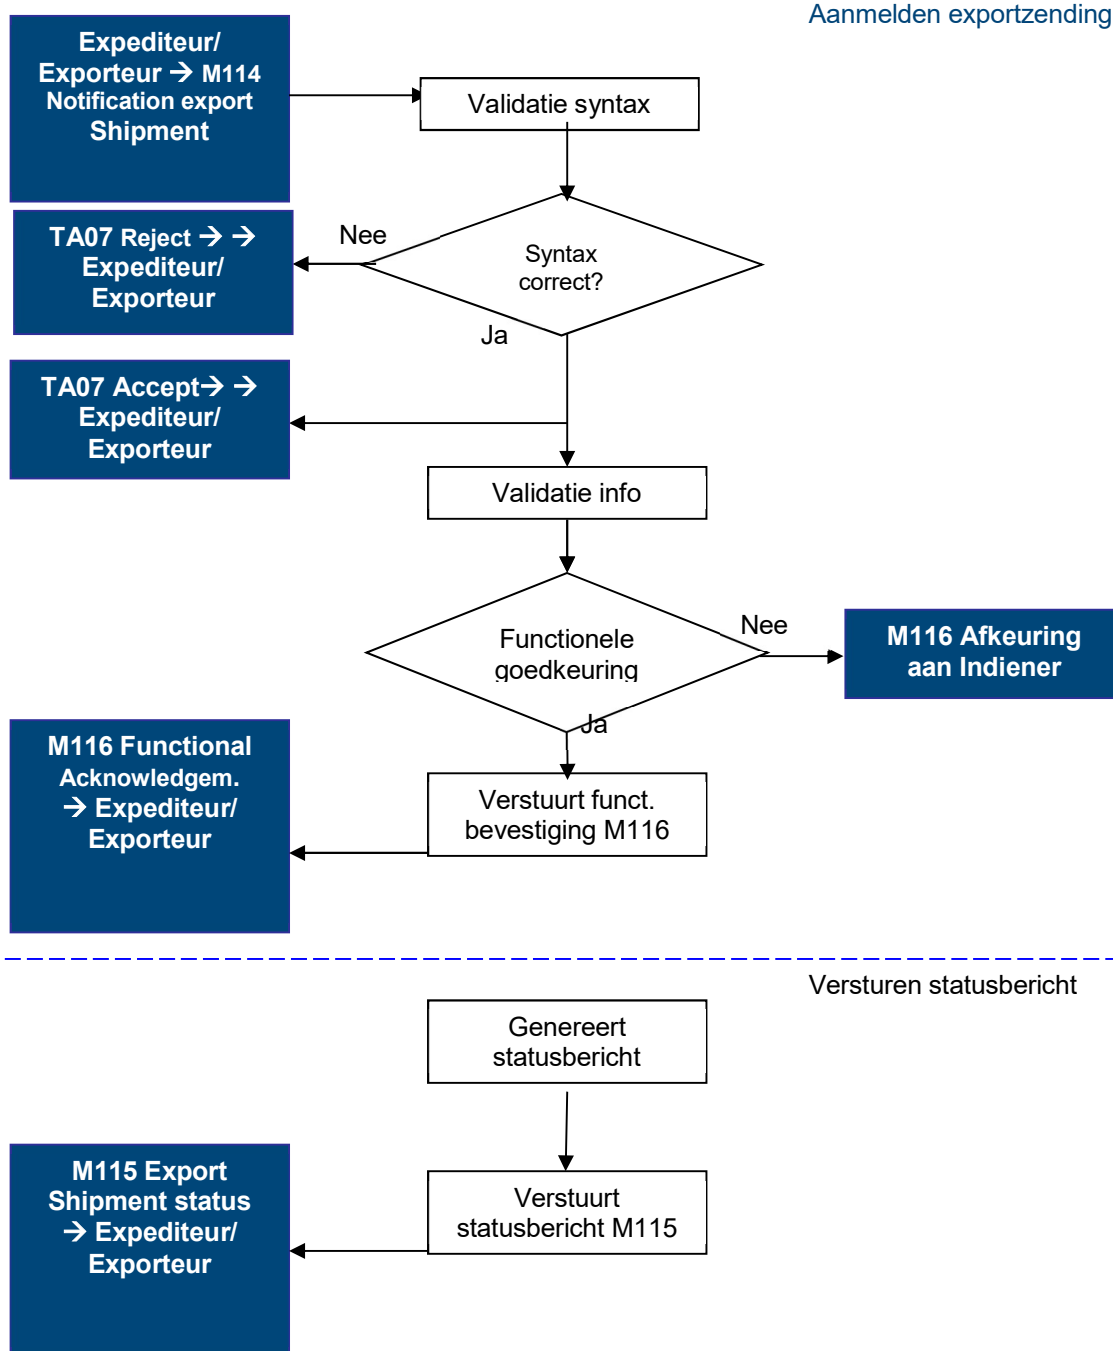 Aanmelden exportzending
Expediteur/
Exporteur → M114
Notification export
Shipment
Validatie syntax
TA07 Reject → →
Expediteur/
Exporteur
Nee
Syntax
correct?
Ja
TA07 Accept→ →
Expediteur/
Exporteur
Validatie info
Functionele
goedkeuring
Nee
M116 Afkeuring
aan Indiener
Ja
M116 Functional
Acknowledgem.
→ Expediteur/
Exporteur
Verstuurt funct.
bevestiging M116
Versturen statusbericht
Genereert
statusbericht
M115 Export
Shipment status
→ Expediteur/
Exporteur
Verstuurt
statusbericht M115